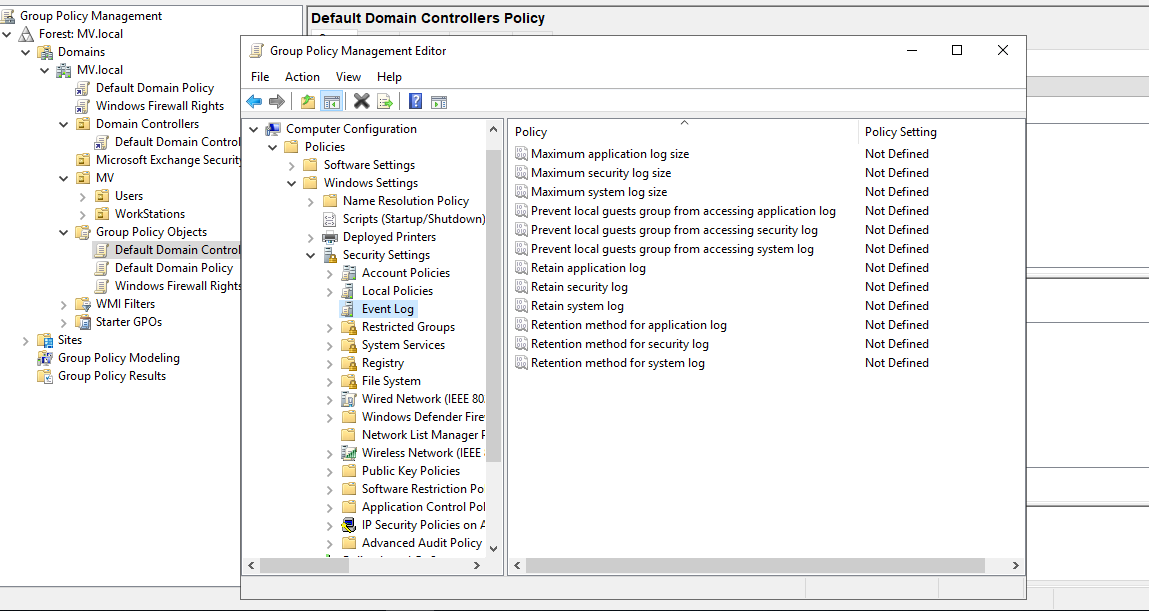 Group Policy Management
Forest: MV.local
Domains
MV.local
Default Domain Policy
Windows Firewall Rights
Domain Controllers
Default Domain Control
Microsoft Exchange Security
MV
Users
WorkStations
Group Policy Objects
Default Domain Control
Default Domain Policy
Windows Firewall Rights
WMI Filters
Starter GPOs
Sites
Group Policy Modeling
Group Policy Results
Default Domain Controllers Policy
Group Policy Management Editor
File Action View Help
Computer Configuration
Policies
Software Settings
Windows Settings
Name Resolution Policy
Scripts (Startup/Shutdown)
Deployed Printers
Security Settings
Account Policies
Local Policies
Event Log
Restricted Groups
System Services
Registry
File System
Wired Network (IEEE 80
Windows Defender Fire
Network List Manager P
Wireless Network (IEEE
Public Key Policies
Software Restriction Po
Application Control Pol
IP Security Policies on A
Advanced Audit Policy
Policy Policy Setting
Maximum application log size Not Defined
Maximum security log size Not Defined
Maximum system log size Not Defined
Prevent local guests group from accessing application log Not Defined
Prevent local guests group from accessing security log Not Defined
Prevent local guests group from accessing system log Not Defined
Retain application log Not Defined
Retain security log Not Defined
Retain system log Not Defined
Retention method for application log Not Defined
Retention method for security log Not Defined
Retention method for system log Not Defined